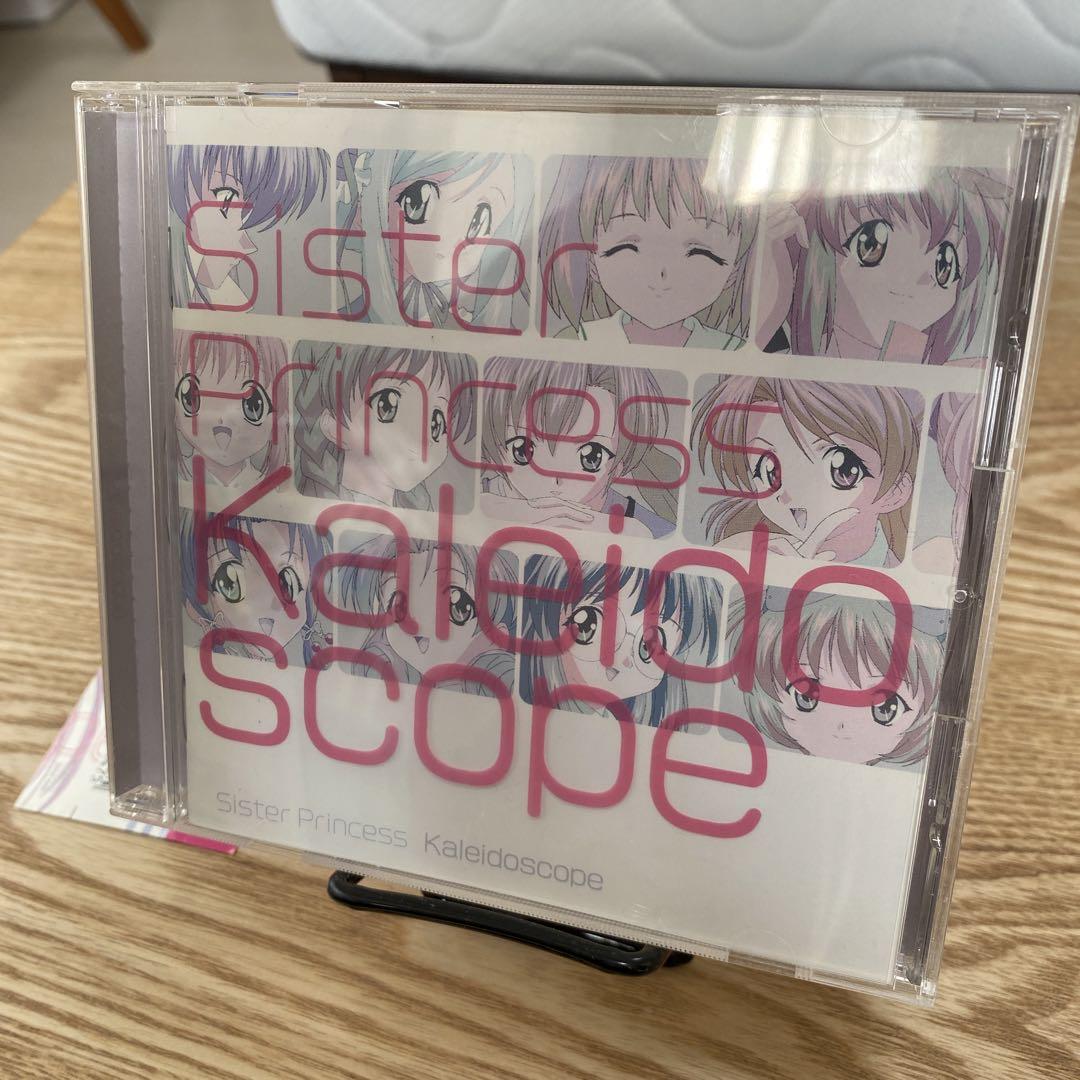 Sister
Princess
Kaleido
scope
Sister Princess Kaleidoscope